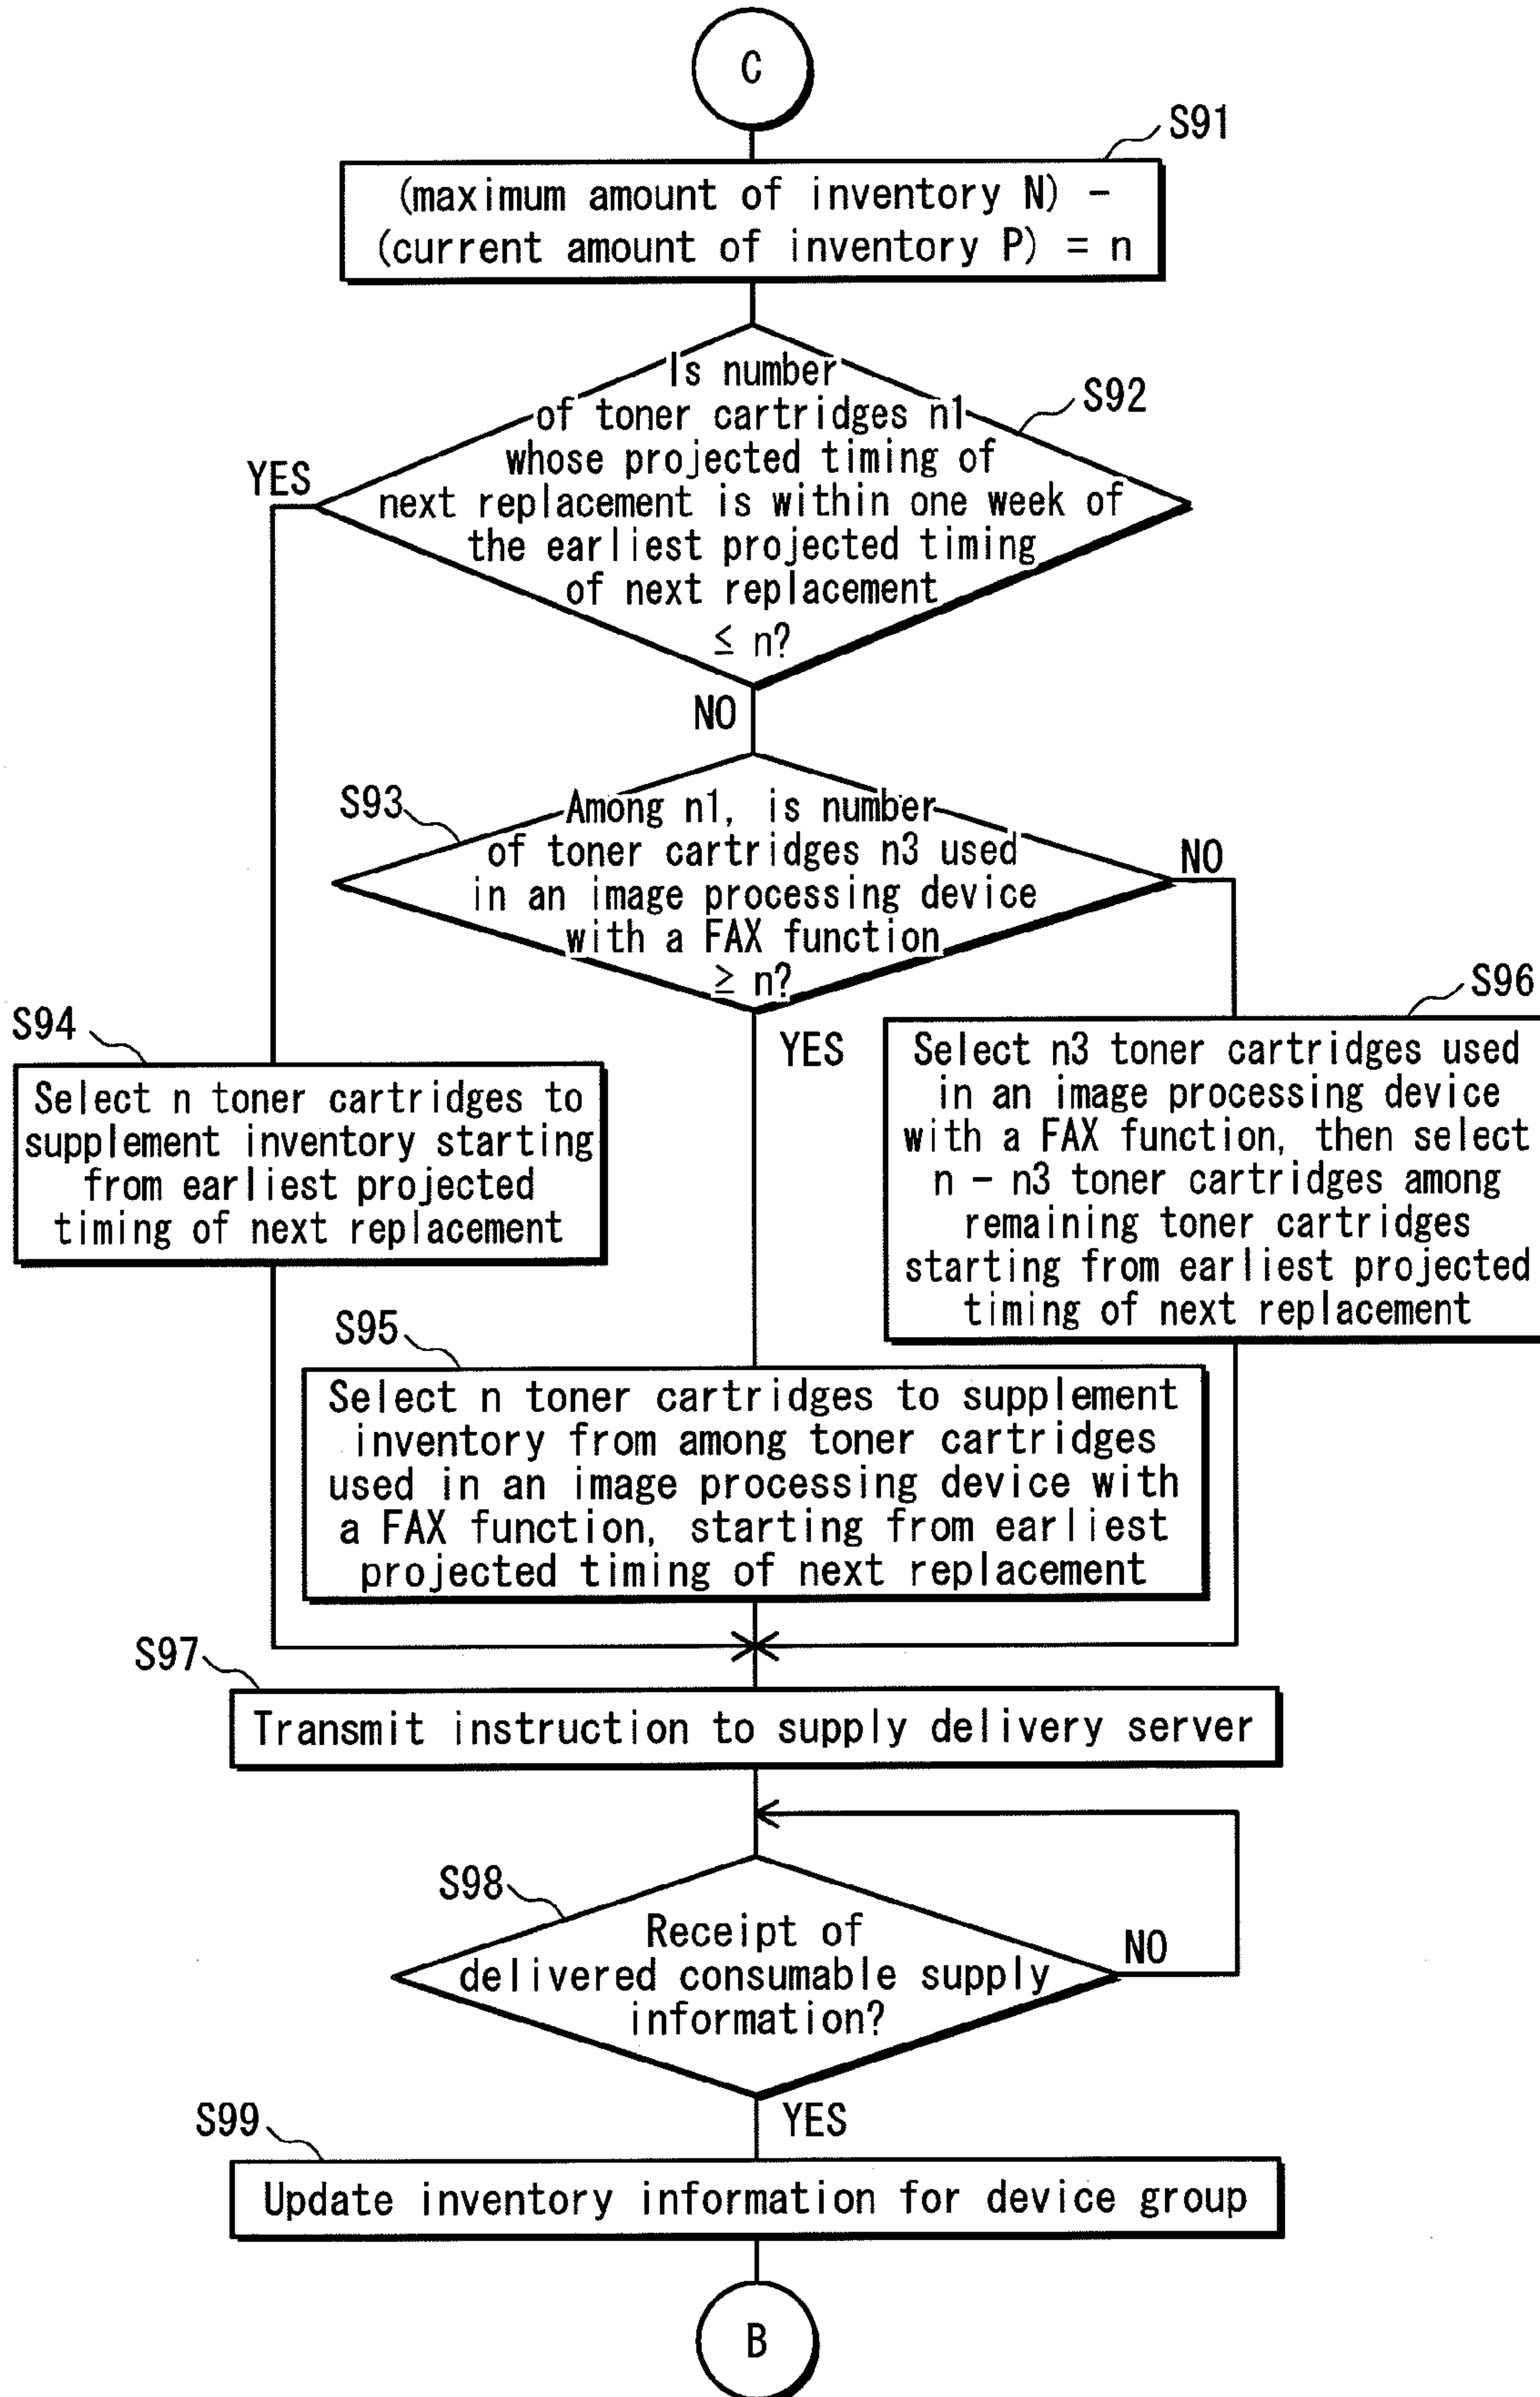 C
S91
(maximum amount of inventory N) -
(current amount of inventory P) = n
S92
Is number
of toner cartridges n1
whose projected timing of
next replacement is within one week of
the earliest projected timing
of next replacement
≤ n?
YES
NO
S93
Among n1, is number
of toner cartridges n3 used
in an image processing device
with a FAX function
≥ n?
NO
YES
S94
Select n toner cartridges to
supplement inventory starting
from earliest projected
timing of next replacement
S96
Select n3 toner cartridges used
in an image processing device
with a FAX function, then select
n - n3 toner cartridges among
remaining toner cartridges
starting from earliest projected
timing of next replacement
S95
Select n toner cartridges to supplement
inventory from among toner cartridges
used in an image processing device with
a FAX function, starting from earliest
projected timing of next replacement
S97
Transmit instruction to supply delivery server
S98
Receipt of
delivered consumable supply
information?
NO
YES
S99
Update inventory information for device group
B